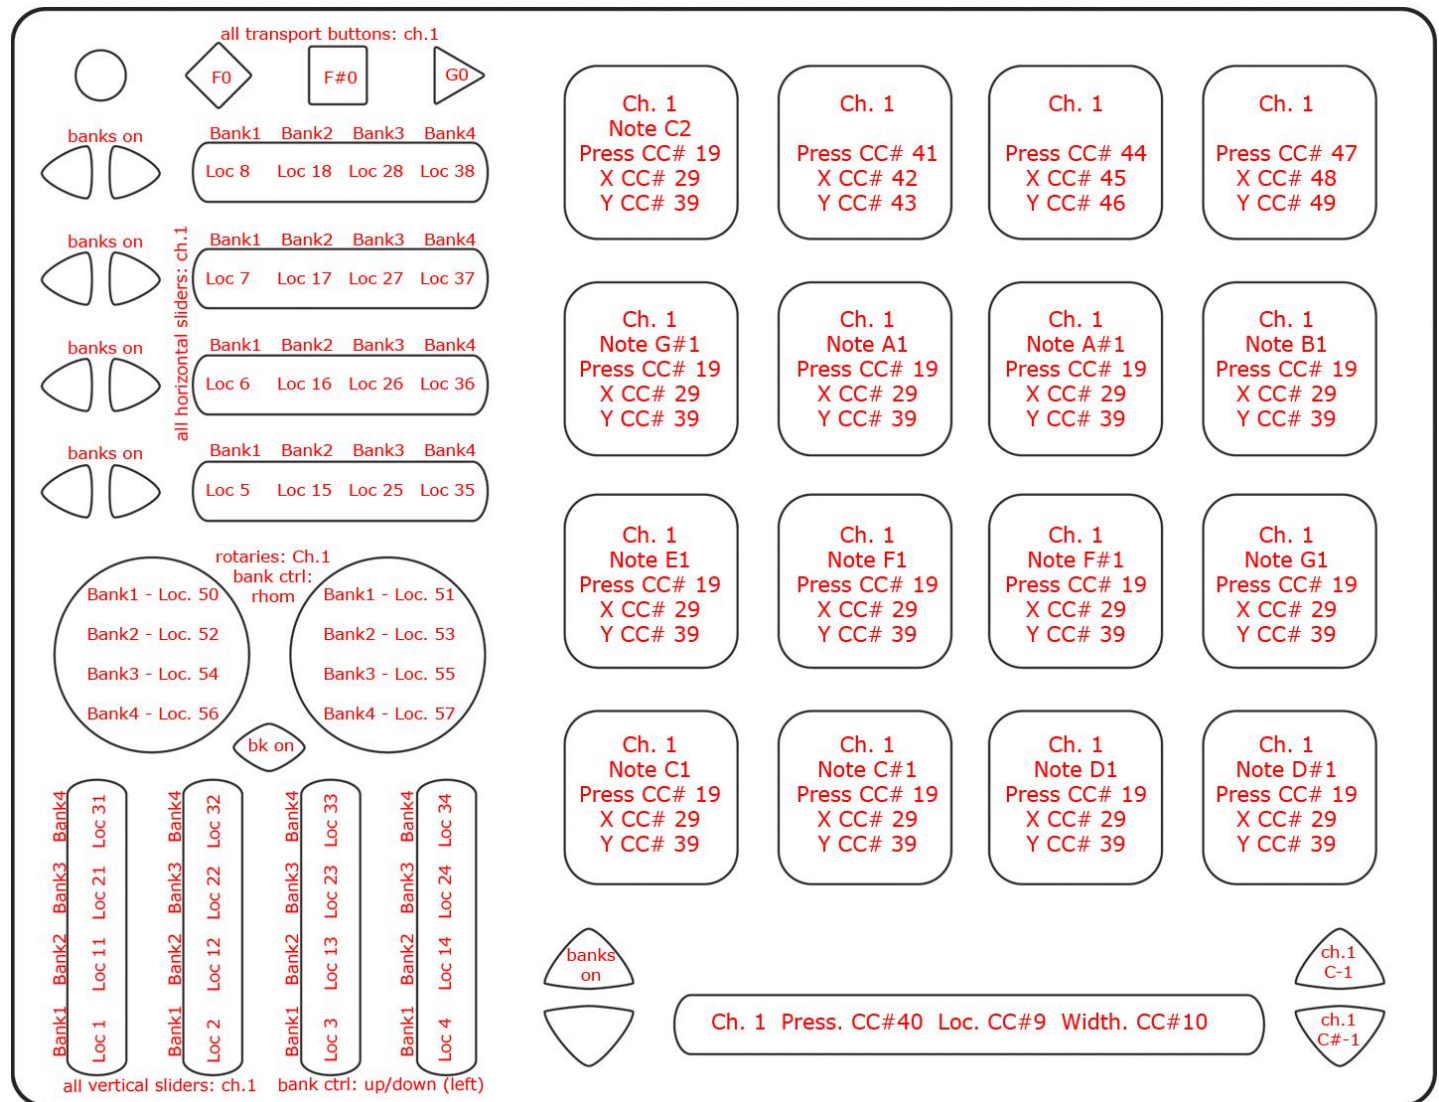 all transport buttons: ch.1
F0
F#0
G0
banks on
Bank1 Bank2 Bank3 Bank4
Loc 8 Loc 18 Loc 28 Loc 38
banks on
Bank1 Bank2 Bank3 Bank4
Loc 7 Loc 17 Loc 27 Loc 37
all horizontal sliders: ch.1
banks on
Bank1 Bank2 Bank3 Bank4
Loc 6 Loc 16 Loc 26 Loc 36
banks on
Bank1 Bank2 Bank3 Bank4
Loc 5 Loc 15 Loc 25 Loc 35
rotaries: Ch.1
bank ctrl:
rhom
Bank1 - Loc. 50
Bank2 - Loc. 52
Bank3 - Loc. 54
Bank4 - Loc. 56
Bank1 - Loc. 51
Bank2 - Loc. 53
Bank3 - Loc. 55
Bank4 - Loc. 57
bk on
Bank1 Bank2 Bank3 Bank4
Loc 1 Loc 11 Loc 21 Loc 31
Bank1 Bank2 Bank3 Bank4
Loc 2 Loc 12 Loc 22 Loc 32
Bank1 Bank2 Bank3 Bank4
Loc 3 Loc 13 Loc 23 Loc 33
Bank1 Bank2 Bank3 Bank4
Loc 4 Loc 14 Loc 24 Loc 34
all vertical sliders: ch.1
bank ctrl: up/down (left)
Ch. 1
Note C2
Press CC# 19
X CC# 29
Y CC# 39
Ch. 1
Press CC# 41
X CC# 42
Y CC# 43
Ch. 1
Press CC# 44
X CC# 45
Y CC# 46
Ch. 1
Press CC# 47
X CC# 48
Y CC# 49
Ch. 1
Note G#1
Press CC# 19
X CC# 29
Y CC# 39
Ch. 1
Note A1
Press CC# 19
X CC# 29
Y CC# 39
Ch. 1
Note A#1
Press CC# 19
X CC# 29
Y CC# 39
Ch. 1
Note B1
Press CC# 19
X CC# 29
Y CC# 39
Ch. 1
Note E1
Press CC# 19
X CC# 29
Y CC# 39
Ch. 1
Note F1
Press CC# 19
X CC# 29
Y CC# 39
Ch. 1
Note F#1
Press CC# 19
X CC# 29
Y CC# 39
Ch. 1
Note G1
Press CC# 19
X CC# 29
Y CC# 39
Ch. 1
Note C1
Press CC# 19
X CC# 29
Y CC# 39
Ch. 1
Note C#1
Press CC# 19
X CC# 29
Y CC# 39
Ch. 1
Note D1
Press CC# 19
X CC# 29
Y CC# 39
Ch. 1
Note D#1
Press CC# 19
X CC# 29
Y CC# 39
banks
on
Ch. 1 Press. CC#40 Loc. CC#9 Width. CC#10
ch.1
C-1
ch.1
C#-1